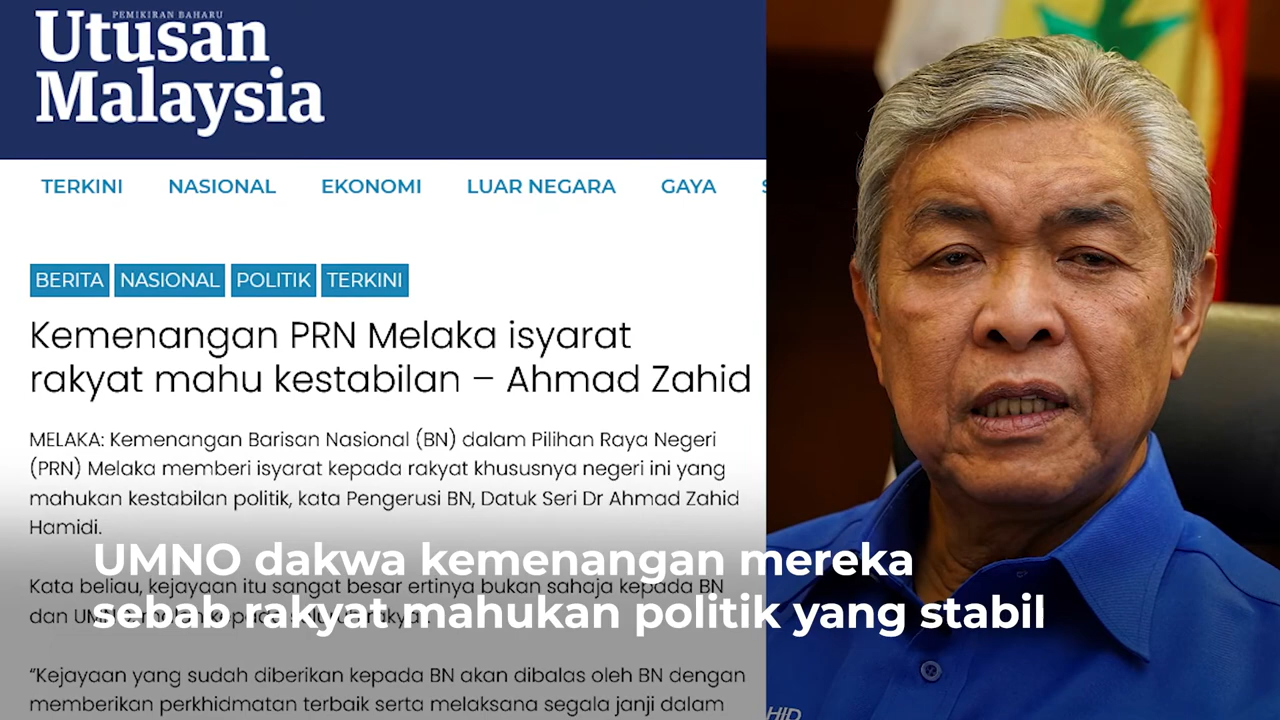 PEMIKIRAN BAHARU
Utusan
Malaysia
TERKINI NASIONAL EKONOMI LUAR NEGARA GAYA
BERITA NASIONAL POLITIK TERKINI
Kemenangan PRN Melaka isyarat
rakyat mahu kestabilan – Ahmad Zahid
MELAKA: Kemenangan Barisan Nasional (BN) dalam Pilihan Raya Negeri
(PRN) Melaka memberi isyarat kepada rakyat khususnya negeri ini yang
mahukan kestabilan politik, kata Pengerusi BN, Datuk Seri Dr Ahmad Zahid
Hamidi.
UMNO dakwa kemenangan mereka
sebab rakyat mahukan politik yang stabil
Kata beliau, kejayaan itu sangat besar ertinya bukan sahaja kepada BN
dan
“Kejayaan yang sudah diberikan kepada BN akan dibalas oleh BN dengan
memberikan perkhidmatan terbaik serta melaksana segala janji dalam